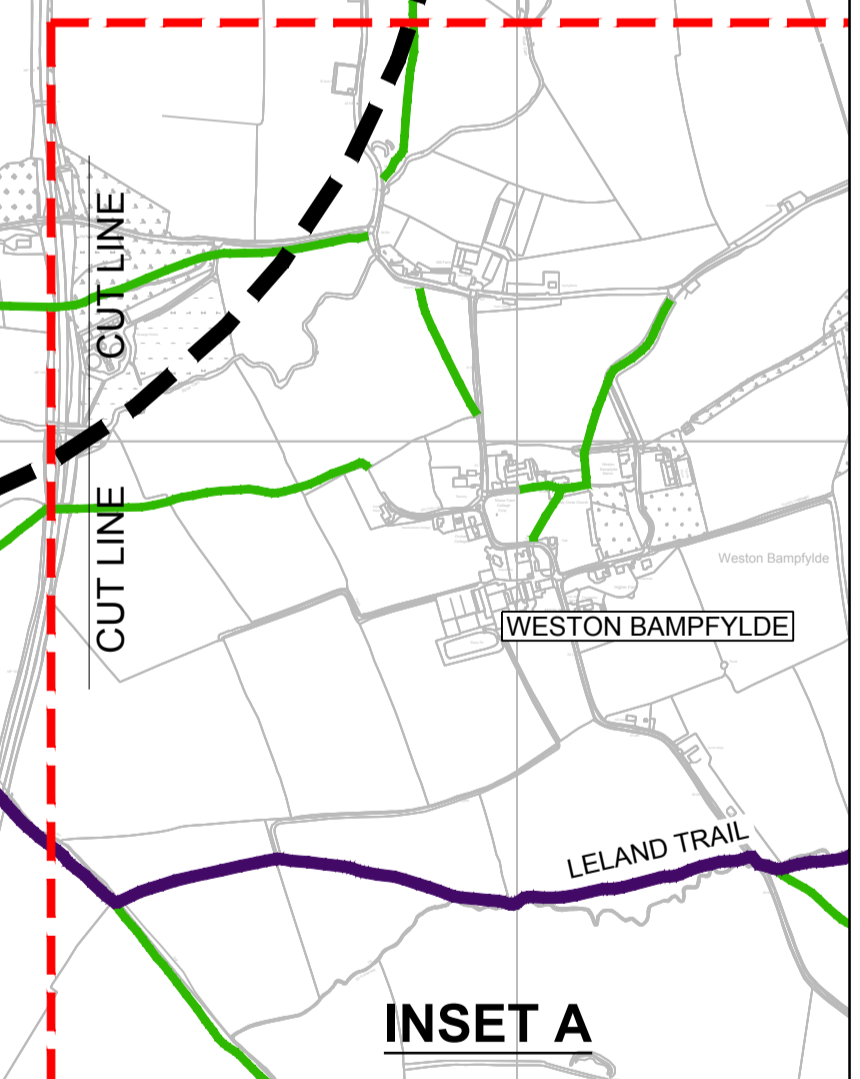 CUT LINE
CUT LINE
Weston Bampfylde
WESTON BAMPFYLDE
LELAND TRAIL
INSET A